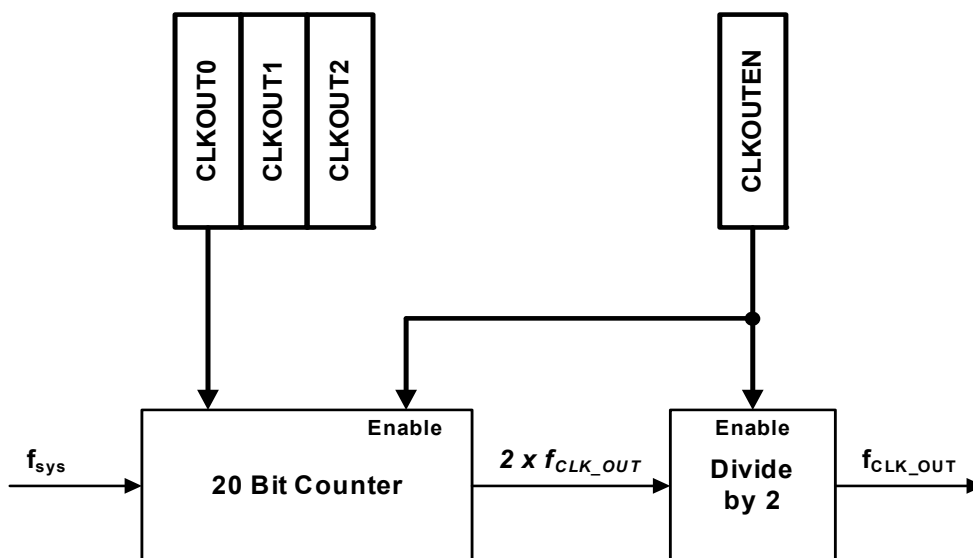 CLKOUT0
CLKOUT1
CLKOUT2
CLKOUTEN
Enable
Enable
fsys
20 Bit Counter
2 x fCLK_OUT
Divide
by 2
fCLK_OUT